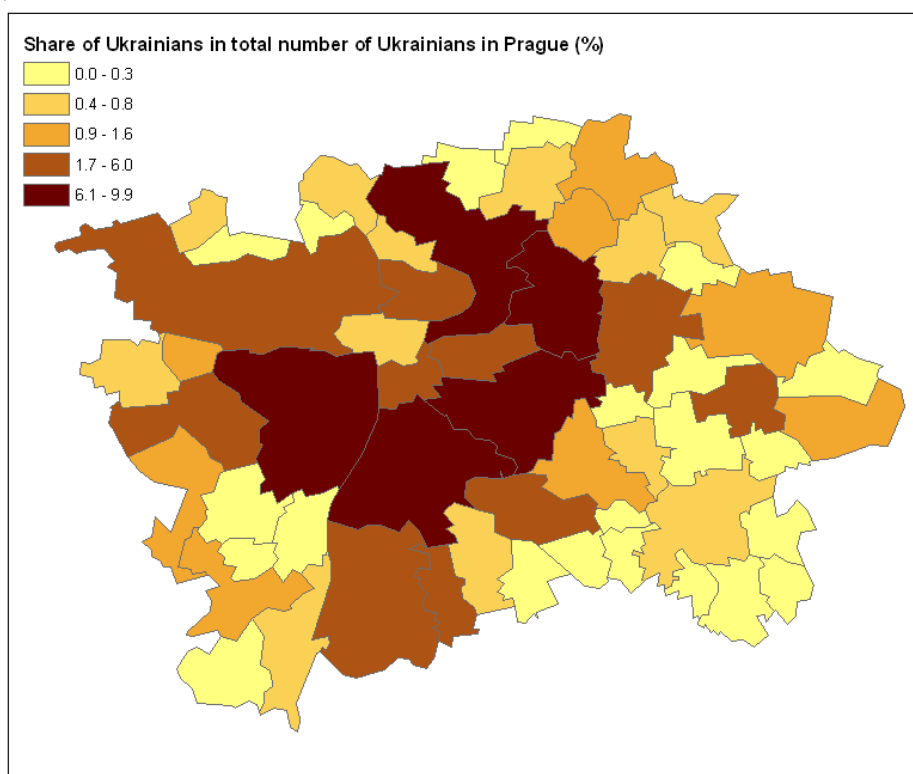 Share of Ukrainians in total number of Ukrainians in Prague (%)
0.0 - 0.3
0.4 - 0.8
0.9 - 1.6
1.7 - 6.0
6.1 - 9.9